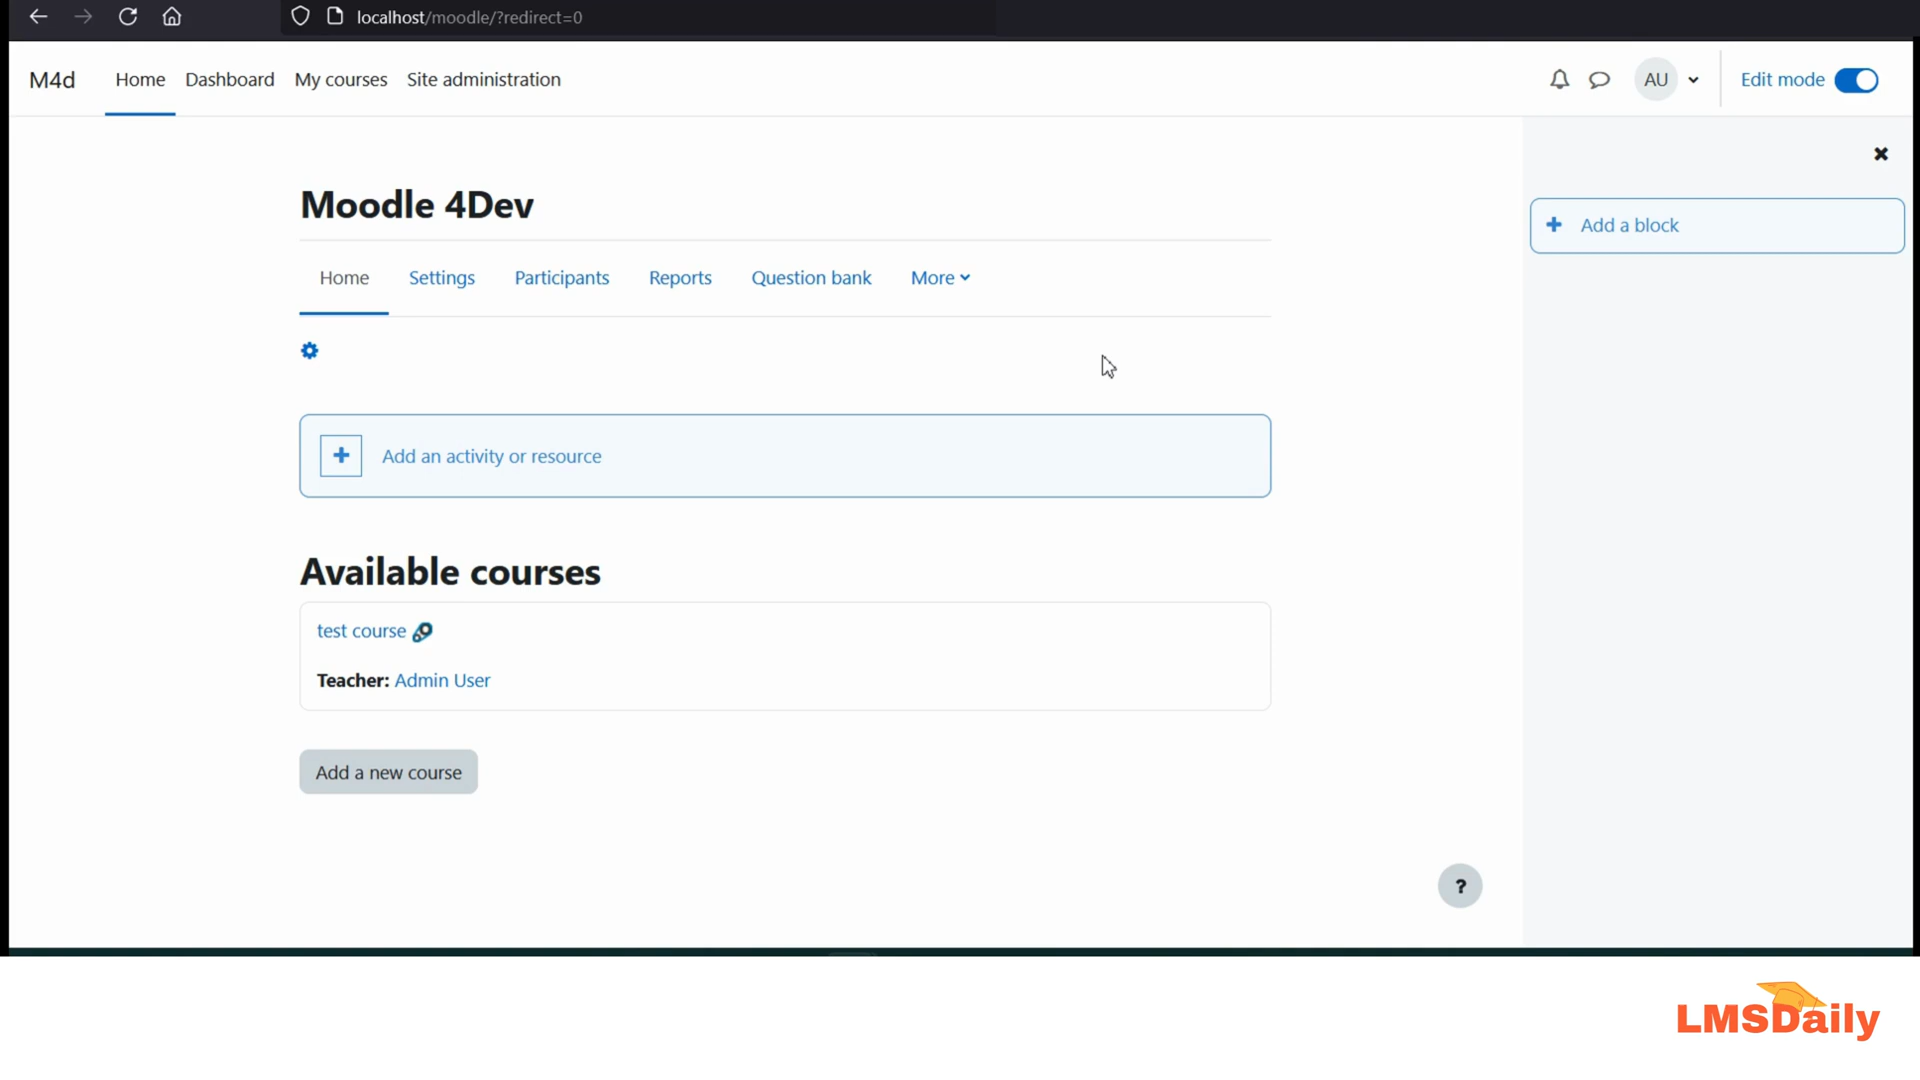 localhost/moodle/?redirect=0
M4d Home Dashboard My courses Site administration AU Edit mode
Add a block
Moodle 4Dev
Home Settings Participants Reports Question bank More
Add an activity or resource
Available courses
test course
Teacher: Admin User
Add a new course
?
LMSDaily